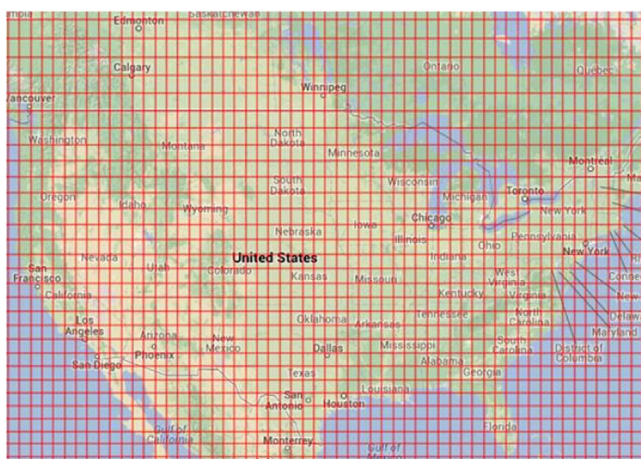 Edmonton
Saskatchewan
Calgary
Ontario
Quebec
Winnipeg
Vancouver
Washington
Montana
North
Dakota
Minnesota
Montréal
Wisconsin
Michigan
Toronto
South
Dakota
Oregon
Idaho
Wyoming
New York
Chicago
Iowa
Nebraska
Illinois
Indiana
Ohio
Pennsylvania
New York
Nevada
Utah
Colorado
United States
Kansas
Missouri
West
Virginia
Kentucky
Virginia
San
Francisco
California
Oklahoma
Arkansas
Tennessee
North
Carolina
Maryland
District of
Columbia
Los
Angeles
Arizona
Phoenix
New
Mexico
Dallas
Mississippi
Alabama
South
Carolina
Georgia
San Diego
Texas
Louisiana
San
Antonio
Houston
Florida
Gulf of
California
Monterrey
Gulf of